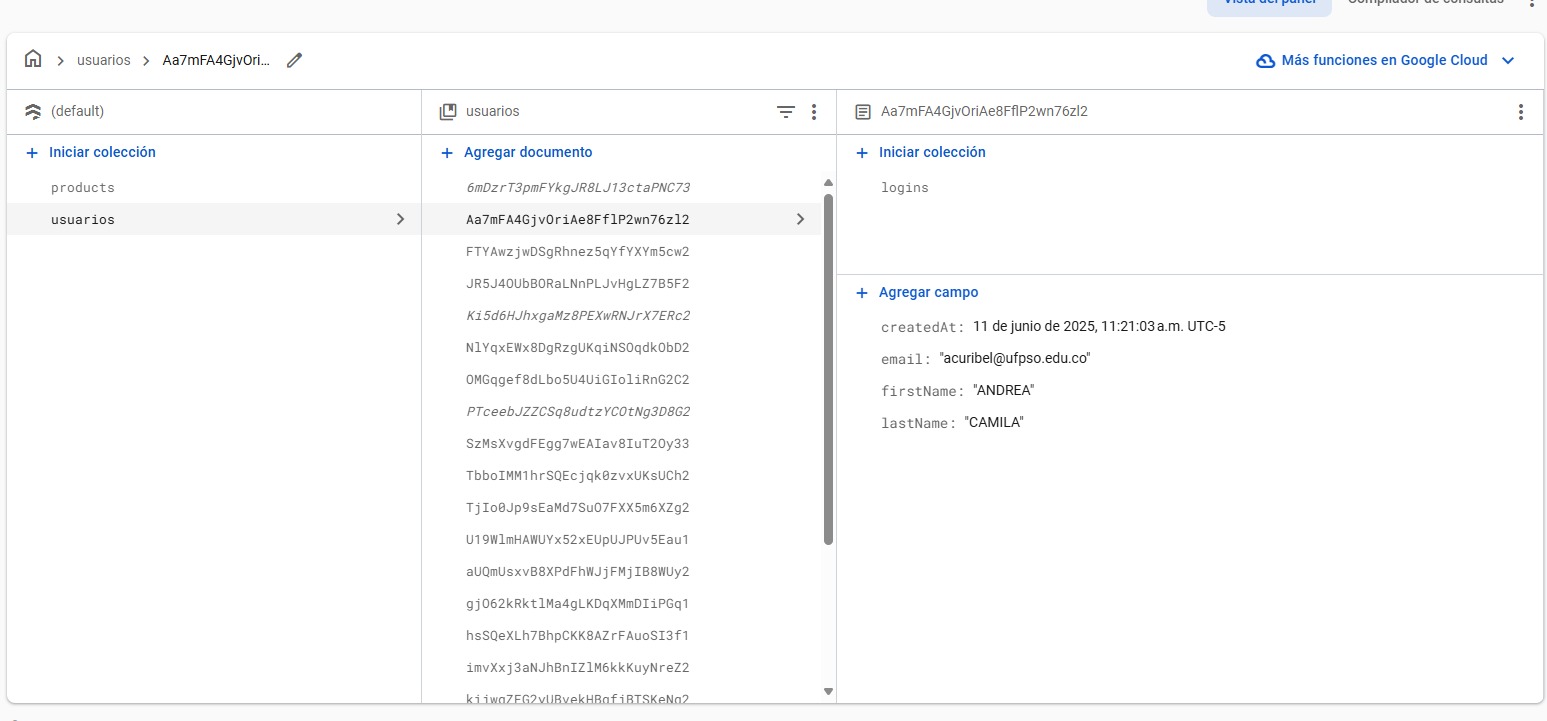 Vista del panel Compilador de consultas
usuarios Aa7mFA4GjvOri...
Más funciones en Google Cloud
(default)
Iniciar colección
products
usuarios
usuarios
Agregar documento
6mDzrT3pmFYkgJR8LJ13ctaPNC73
Aa7mFA4GjvOriAe8FflP2wn76zl2
FTYAwzjwDSgRhnez5qYfYXYm5cw2
JR5J4OUbBORaLNnPLJvHgLZ7B5F2
Ki5d6HJhxgaMz8PEXwRNJrX7ERc2
NlYqxEWx8DgRzgUKqiNSOqdkObD2
OMGqgef8dLbo5U4UiGIoliRnG2C2
PTceebJZZCSq8udtzYCOtNg3D8G2
SzMsXvgdFEgg7wEAIav8IuT2Oy33
TbboIMM1hrSQEcjqk0zvxUKsUCh2
TjIo0Jp9sEaMd7SuO7FXX5m6XZg2
U19WlmHAWUYx52xEUpUJPUv5Eau1
aUQmUsxvB8XPdFhWJjFMjIB8WUy2
gjO62kRktlMa4gLKDqXMmDIiPGq1
hsSQeXLh7BhpCKK8AZrFAuoSI3f1
imvXxj3aNJhBnIZlM6kkKuyNreZ2
Aa7mFA4GjvOriAe8FflP2wn76zl2
Iniciar colección
logins
Agregar campo
createdAt: 11 de junio de 2025, 11:21:03 a.m. UTC-5
email: "acuribel@ufpso.edu.co"
firstName: "ANDREA"
lastName: "CAMILA"